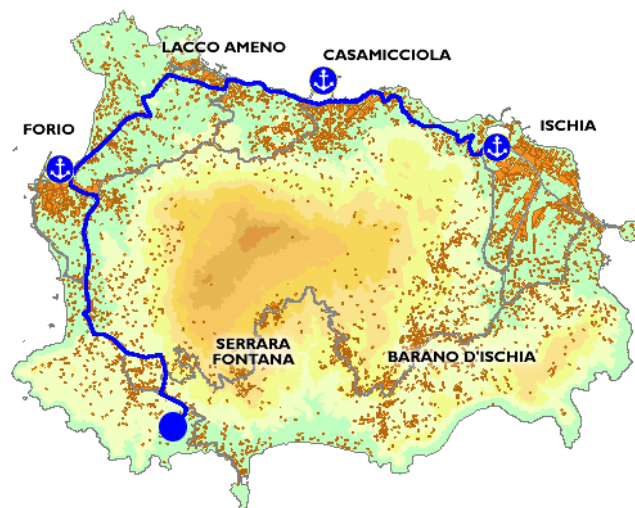 LACCO AMENO
CASAMICCIOLA
FORIO
ISCHIA
SERRARA
FONTANA
BARANO D'ISCHIA